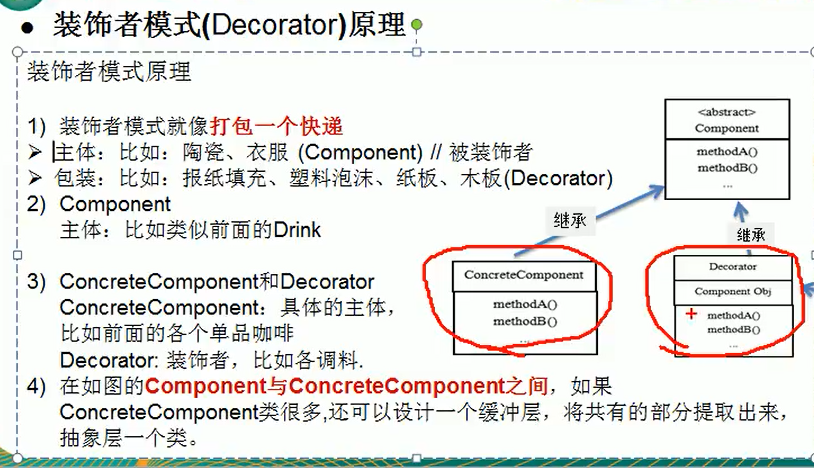 ● 装饰者模式(Decorator)原理
装饰者模式原理
1) 装饰者模式就像打包一个快递
➢ 主体：比如：陶瓷、衣服 (Component) // 被装饰者
➢ 包装：比如：报纸填充、塑料泡沫、纸板、木板(Decorator)
2) Component
主体：比如类似前面的Drink
3) ConcreteComponent和Decorator
ConcreteComponent：具体的主体，
比如前面的各个单品咖啡
Decorator: 装饰者，比如各调料.
4) 在如图的Component与ConcreteComponent之间，如果
ConcreteComponent类很多,还可以设计一个缓冲层，将共有的部分提取出来，
抽象层一个类。
<abstract>
Component
methodA()
methodB()
...
继承
继承
ConcreteComponent
methodA()
methodB()
...
Decorator
Component Obj
methodA()
methodB()
...